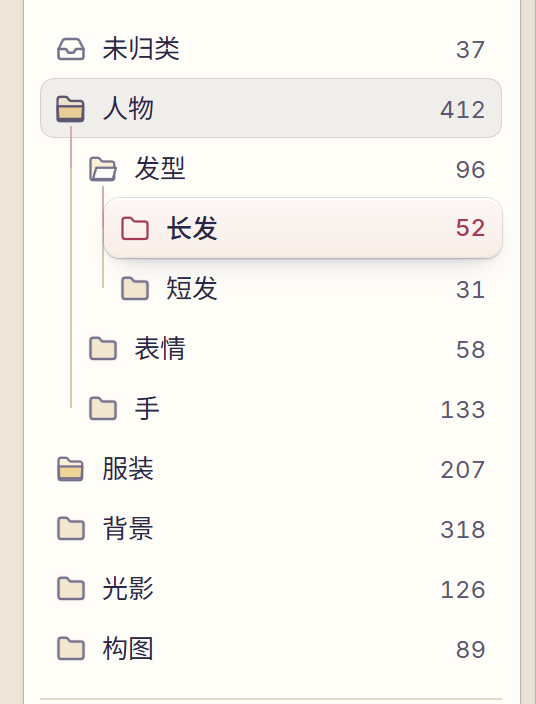 未归类 37
人物 412
发型 96
长发 52
短发 31
表情 58
手 133
服装 207
背景 318
光影 126
构图 89